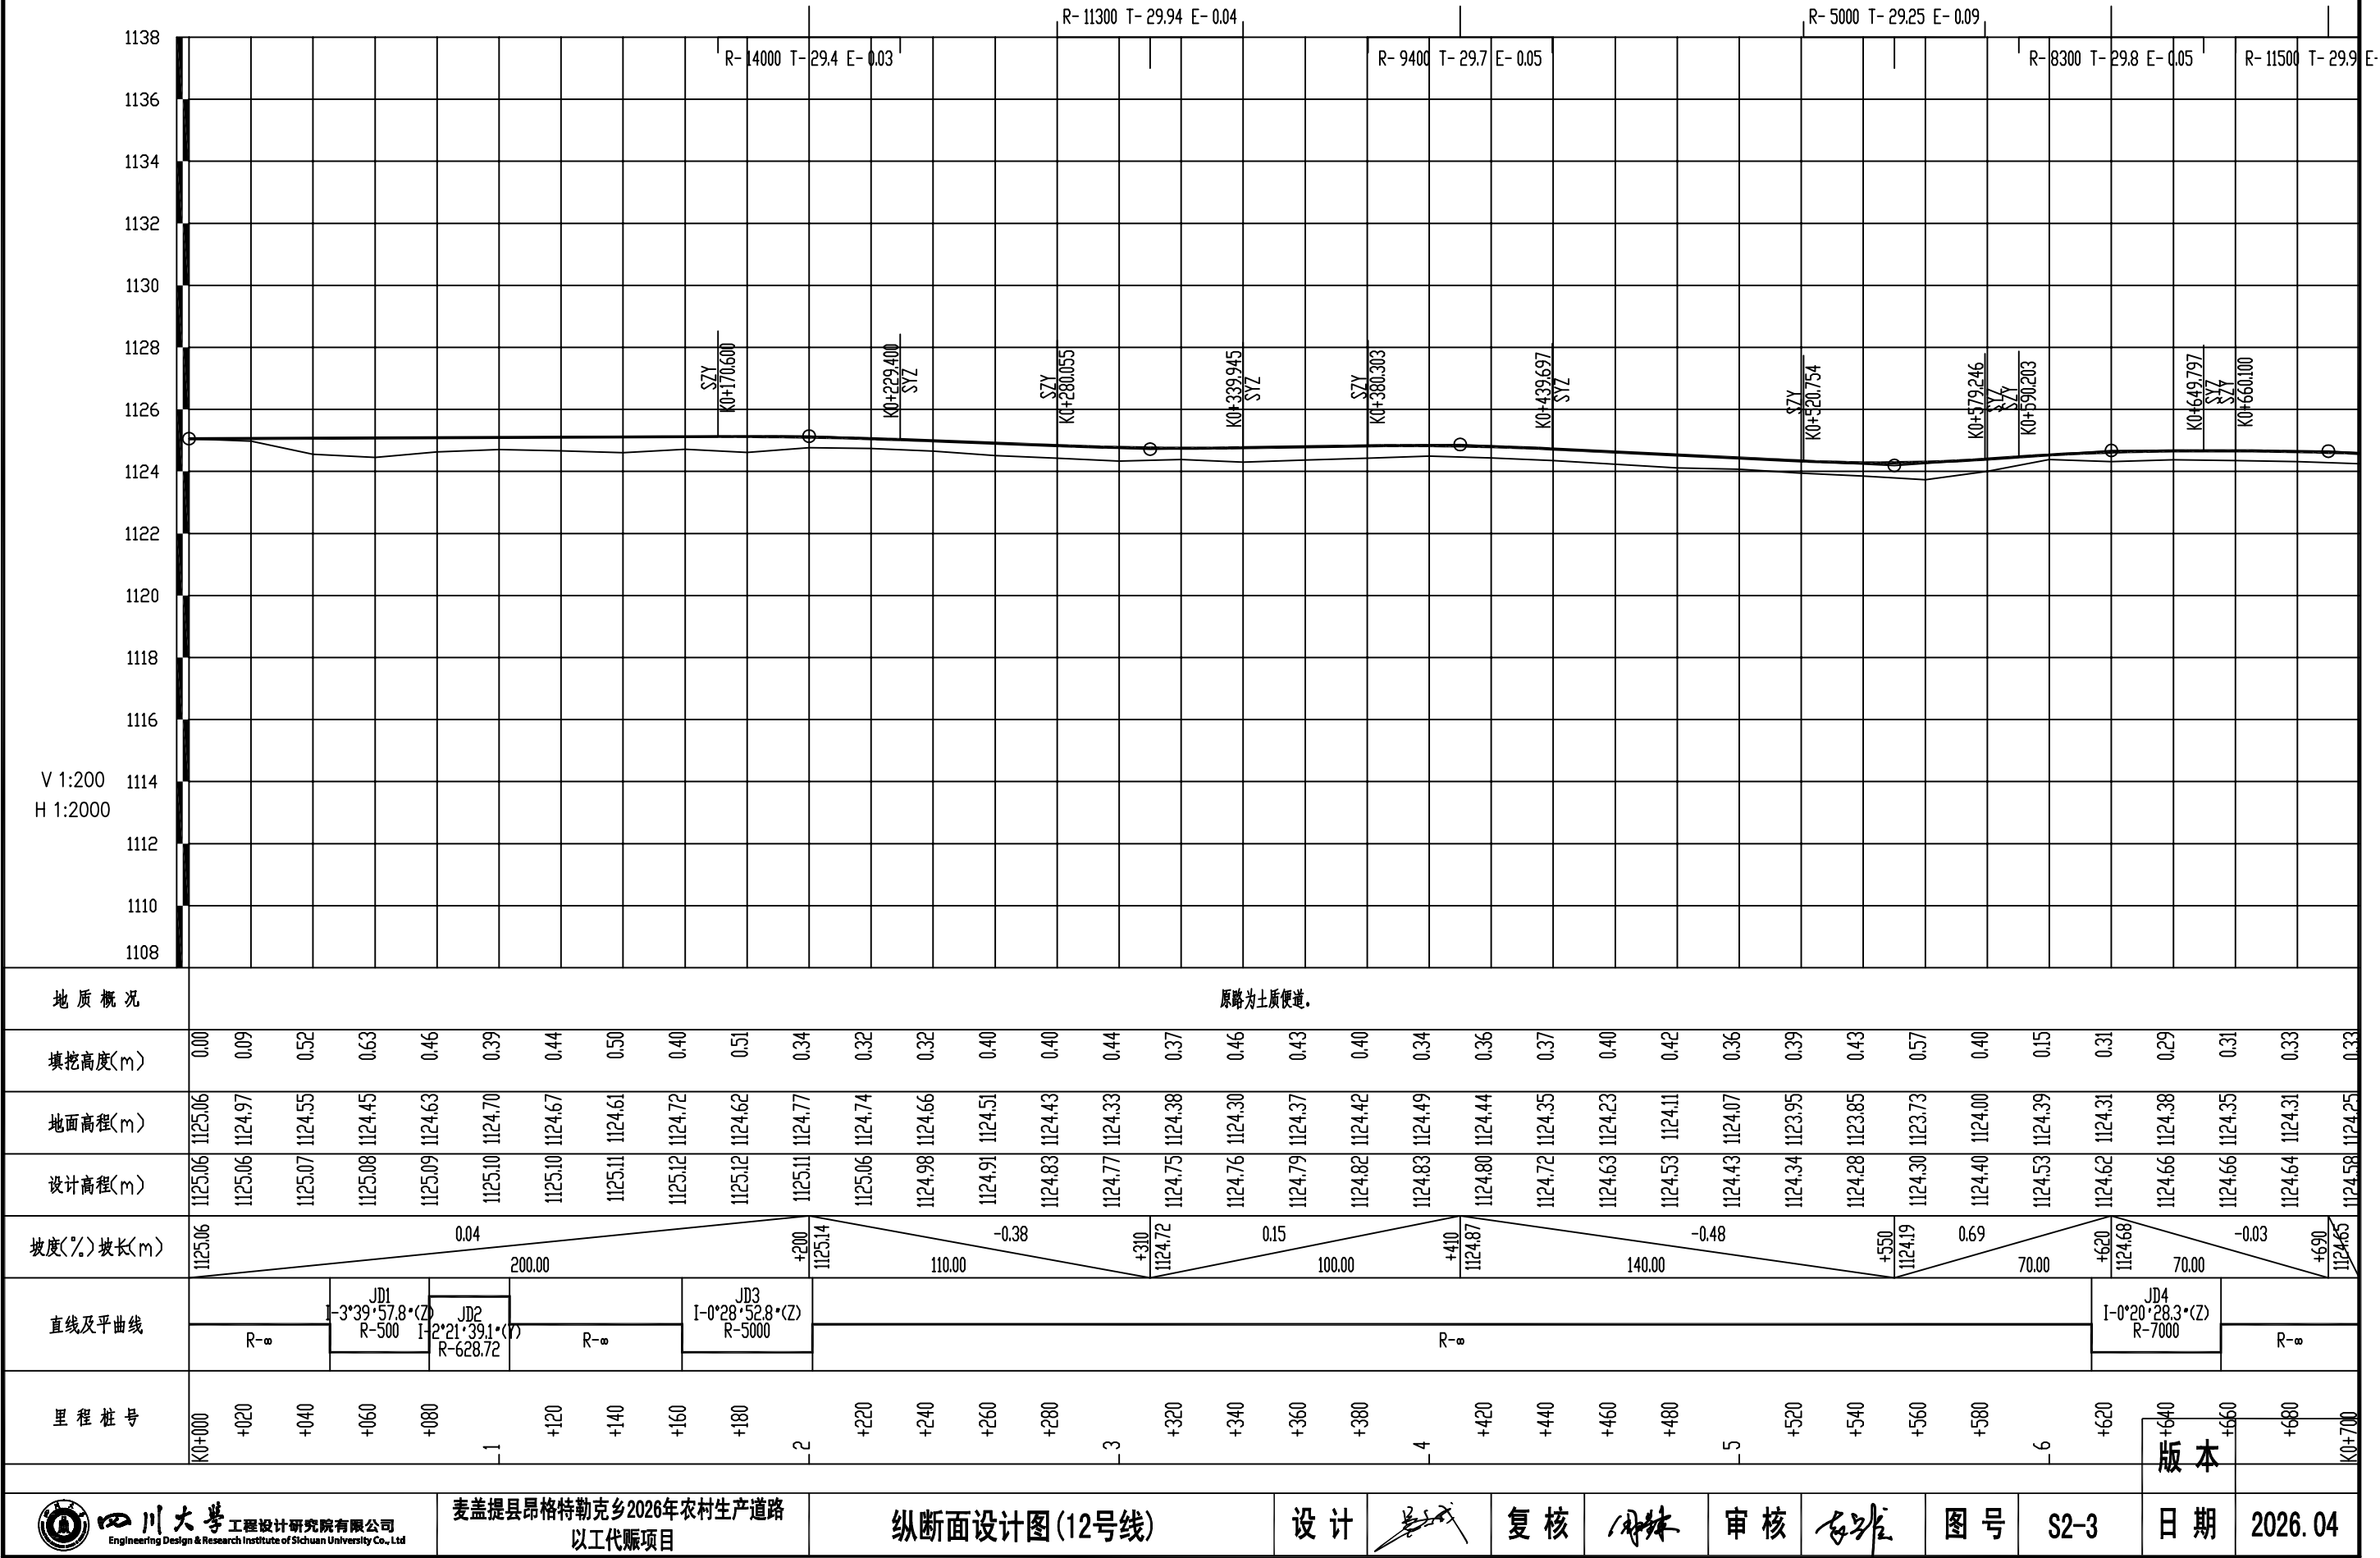 R- 11300 T- 29.94 E- 0.04
R- 5000 T- 29.25 E- 0.09
R- 14000 T- 29.4 E- 0.03
R- 9400 T- 29.7 E- 0.05
R- 8300 T- 29.8 E- 0.05
R- 11500 T- 29.9 E-
1138
1136
1134
1132
1130
1128
1126
1124
1122
1120
1118
1116
1114
1112
1110
1108
SZY
K0+170.600
K0+229.400
SYZ
SZY
K0+280.055
K0+339.945
SYZ
SZY
K0+380.303
K0+439.697
SYZ
SZY
K0+520.754
K0+579.246
SYZ
SZY
K0+590.203
K0+649.797
SYZ
SZY
K0+660.100
V 1:200
H 1:2000
地质概况
原路为土质便道.
填挖高度(m)
0.00 0.09 0.52 0.63 0.46 0.39 0.44 0.50 0.40 0.51 0.34 0.32 0.32 0.40 0.40 0.44 0.37 0.46 0.43 0.40 0.34 0.36 0.37 0.40 0.42 0.36 0.39 0.43 0.57 0.40 0.15 0.31 0.29 0.31 0.33 0.33
地面高程(m)
1125.06 1124.97 1124.55 1124.45 1124.63 1124.70 1124.67 1124.61 1124.72 1124.62 1124.77 1124.74 1124.66 1124.51 1124.43 1124.33 1124.38 1124.30 1124.37 1124.42 1124.49 1124.44 1124.35 1124.23 1124.11 1124.07 1123.95 1123.85 1123.73 1124.00 1124.39 1124.31 1124.38 1124.35 1124.31 1124.25
设计高程(m)
1125.06 1125.06 1125.07 1125.08 1125.09 1125.10 1125.10 1125.11 1125.12 1125.12 1125.11 1125.06 1124.98 1124.91 1124.83 1124.77 1124.75 1124.76 1124.79 1124.82 1124.83 1124.80 1124.72 1124.63 1124.53 1124.43 1124.34 1124.28 1124.30 1124.40 1124.53 1124.62 1124.66 1124.66 1124.64 1124.58
坡度(%)坡长(m)
1125.06
0.04
200.00
+200
1125.14
-0.38
110.00
+310
1124.72
0.15
100.00
+410
1124.87
-0.48
140.00
+550
1124.19
0.69
70.00
+620
1124.68
-0.03
70.00
+690
1124.65
直线及平曲线
R-∞
JD1
I-3°39'57.8"(Z)
R-500
JD2
I-2°21'39.1"(Y)
R-628.72
R-∞
JD3
I-0°28'52.8"(Z)
R-5000
R-∞
JD4
I-0°20'28.3"(Z)
R-7000
R-∞
里程桩号
K0+000 +020 +040 +060 +080 1 +120 +140 +160 +180 2 +220 +240 +260 +280 3 +320 +340 +360 +380 4 +420 +440 +460 +480 5 +520 +540 +560 +580 6 +620 +640 +660 +680 K0+700
版本
四川大学工程设计研究院有限公司
Engineering Design & Research Institute of Sichuan University Co., Ltd
麦盖提县昂格特勒克乡2026年农村生产道路
以工代赈项目
纵断面设计图(12号线)
设计
复核
审核
图号
S2-3
日期
2026.04